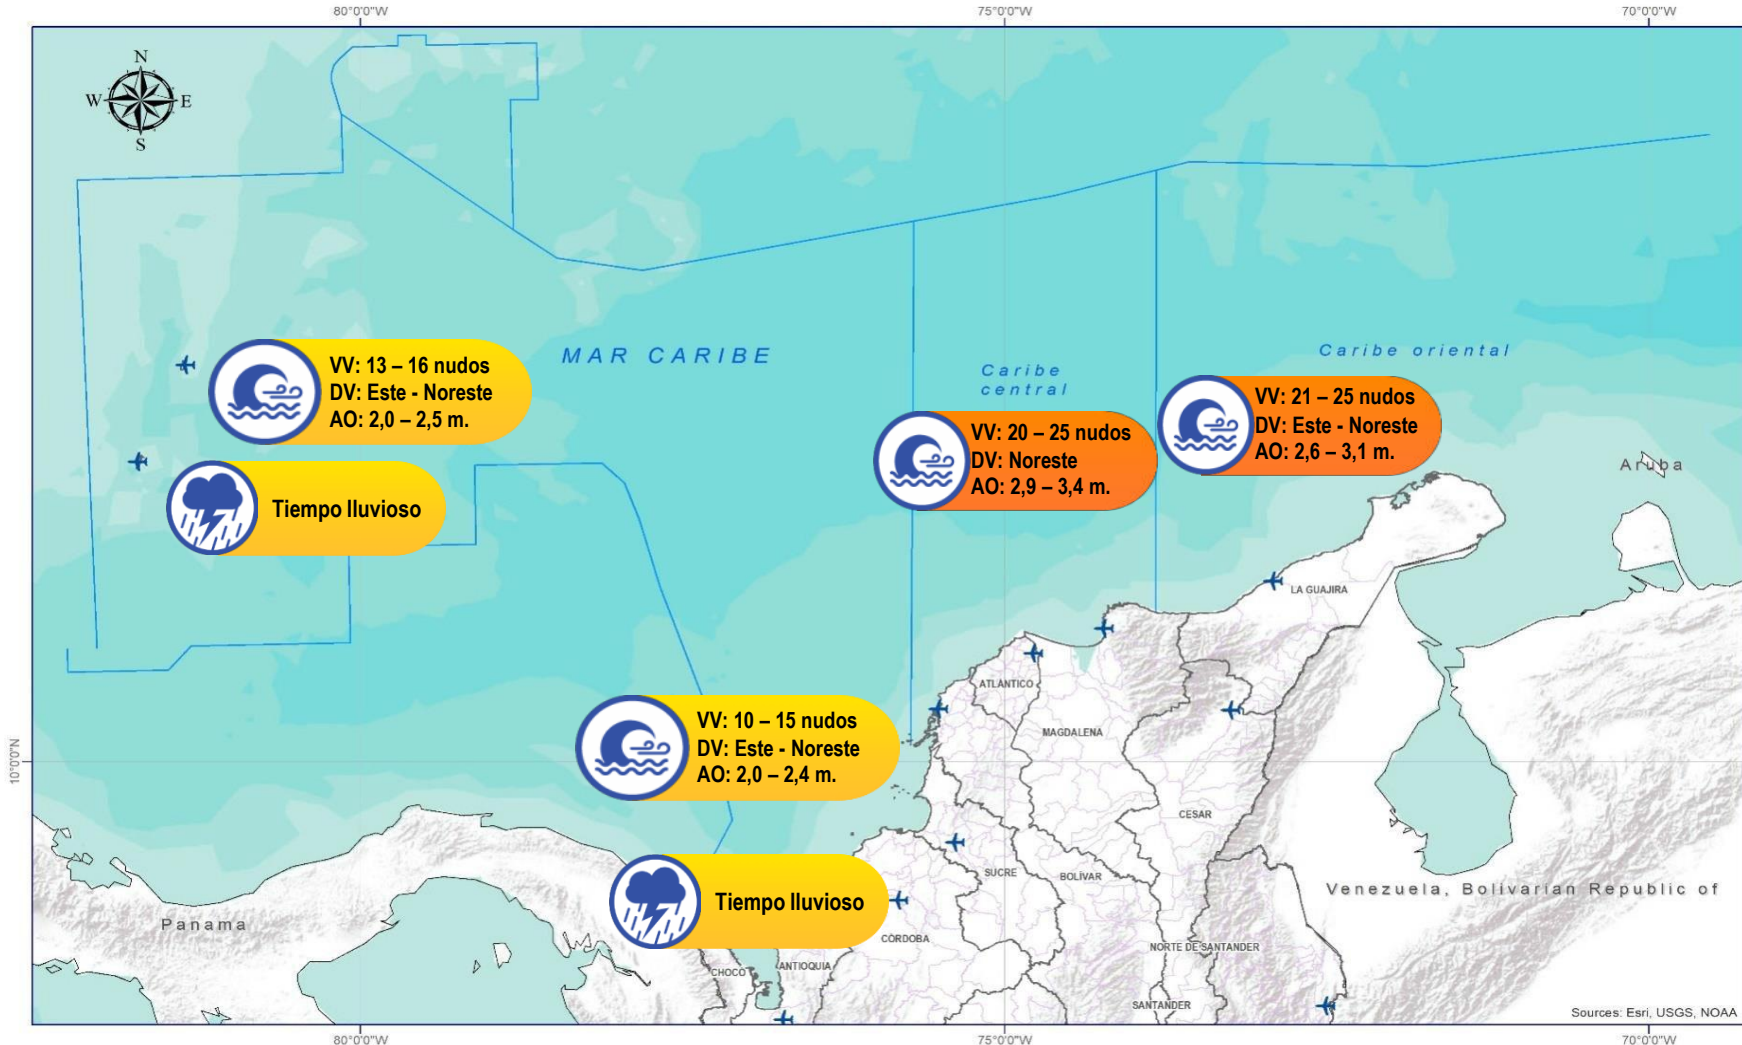 80°0'0"W
75°0'0"W
70°0'0"W
N
W
E
S
MAR CARIBE
Caribe
central
Caribe oriental
VV: 13 – 16 nudos
DV: Este - Noreste
AO: 2,0 – 2,5 m.
VV: 20 – 25 nudos
DV: Noreste
AO: 2,9 – 3,4 m.
VV: 21 – 25 nudos
DV: Este - Noreste
AO: 2,6 – 3,1 m.
Aruba
Tiempo lluvioso
LA GUAJIRA
ATLÁNTICO
VV: 10 – 15 nudos
DV: Este - Noreste
AO: 2,0 – 2,4 m.
MAGDALENA
10°0'0"N
CESAR
SUCRE
BOLÍVAR
Venezuela, Bolivarian Republic of
Tiempo lluvioso
Panama
CÓRDOBA
NORTE DE SANTANDER
CHOCÓ
ANTIOQUIA
SANTANDER
Sources: Esri, USGS, NOAA
80°0'0"W
75°0'0"W
70°0'0"W